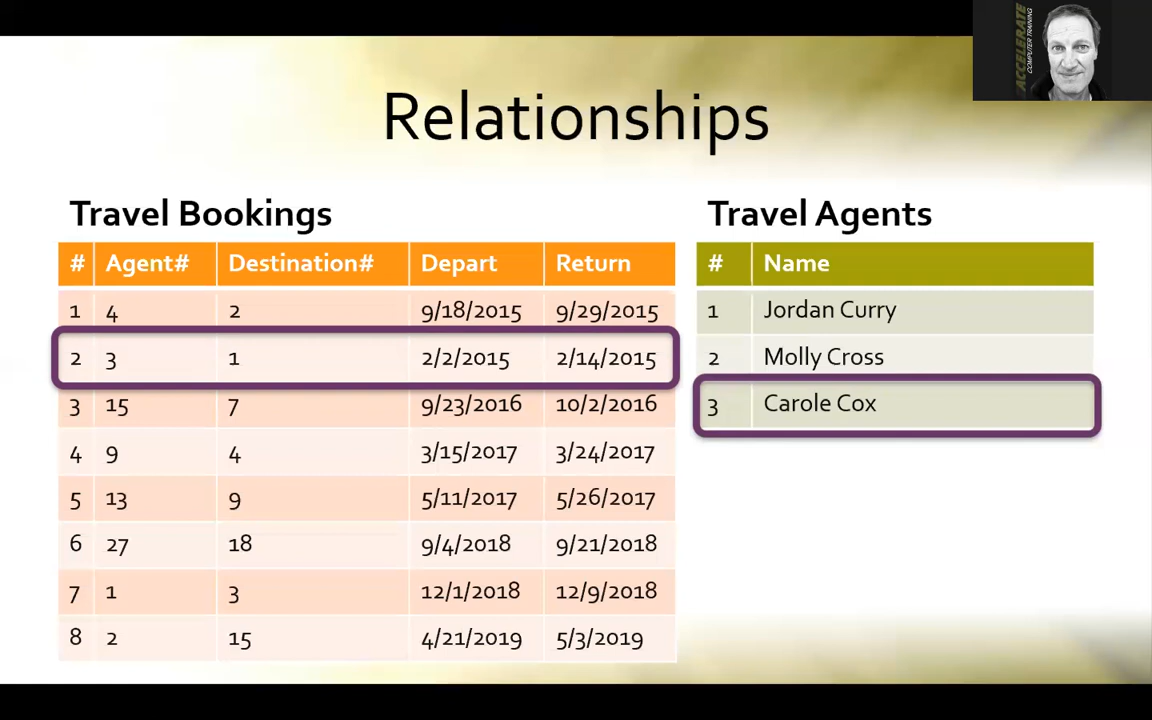 ACCELERATE
COMPUTER TRAINING
Relationships
Travel Bookings
# Agent# Destination# Depart Return
1 4 2 9/18/2015 9/29/2015
2 3 1 2/2/2015 2/14/2015
3 15 7 9/23/2016 10/2/2016
4 9 4 3/15/2017 3/24/2017
5 13 9 5/11/2017 5/26/2017
6 27 18 9/4/2018 9/21/2018
7 1 3 12/1/2018 12/9/2018
8 2 15 4/21/2019 5/3/2019
Travel Agents
# Name
1 Jordan Curry
2 Molly Cross
3 Carole Cox